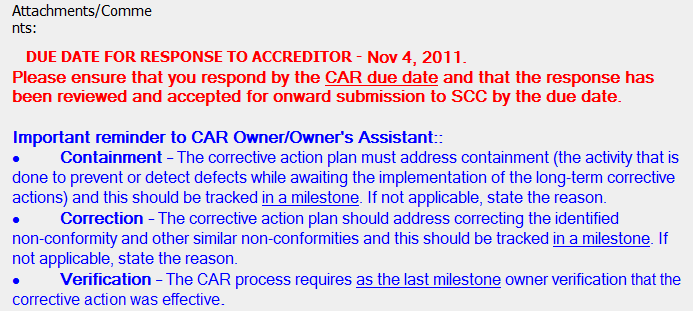 Attachments/Comme
nts:
DUE DATE FOR RESPONSE TO ACCREDITOR - Nov 4, 2011.
Please ensure that you respond by the CAR due date and that the response has
been reviewed and accepted for onward submission to SCC by the due date.
Important reminder to CAR Owner/Owner's Assistant::
● Containment – The corrective action plan must address containment (the activity that is
done to prevent or detect defects while awaiting the implementation of the long-term corrective
actions) and this should be tracked in a milestone. If not applicable, state the reason.
● Correction – The corrective action plan should address correcting the identified
non-conformity and other similar non-conformities and this should be tracked in a milestone. If
not applicable, state the reason.
● Verification – The CAR process requires as the last milestone owner verification that the
corrective action was effective.